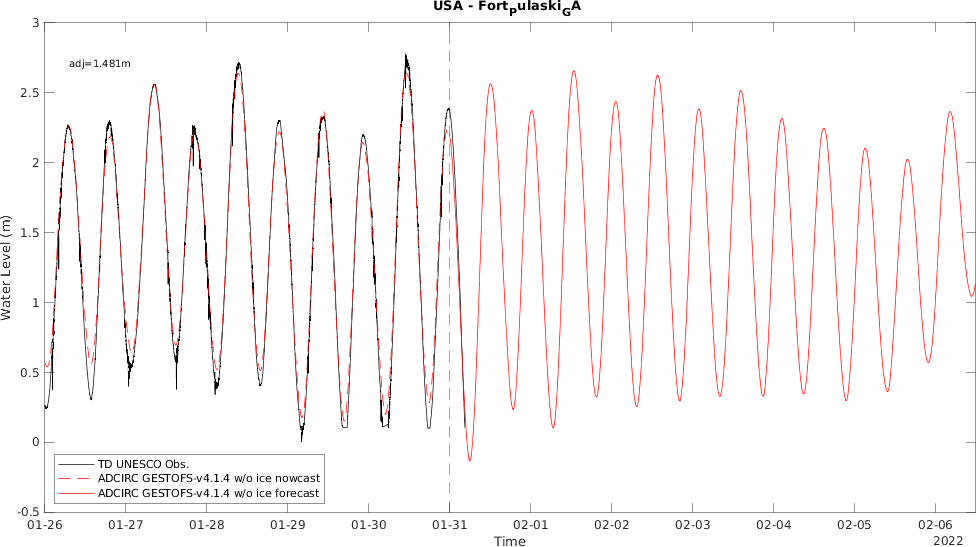 USA - FortPulaskiGA
adj=1.481m
3
2.5
2
1.5
1
0.5
0
-0.5
Water Level (m)
TD UNESCO Obs.
ADCIRC GESTOFS-v4.1.4 w/o ice nowcast
ADCIRC GESTOFS-v4.1.4 w/o ice forecast
01-26 01-27 01-28 01-29 01-30 01-31 02-01 02-02 02-03 02-04 02-05 02-06
Time
2022